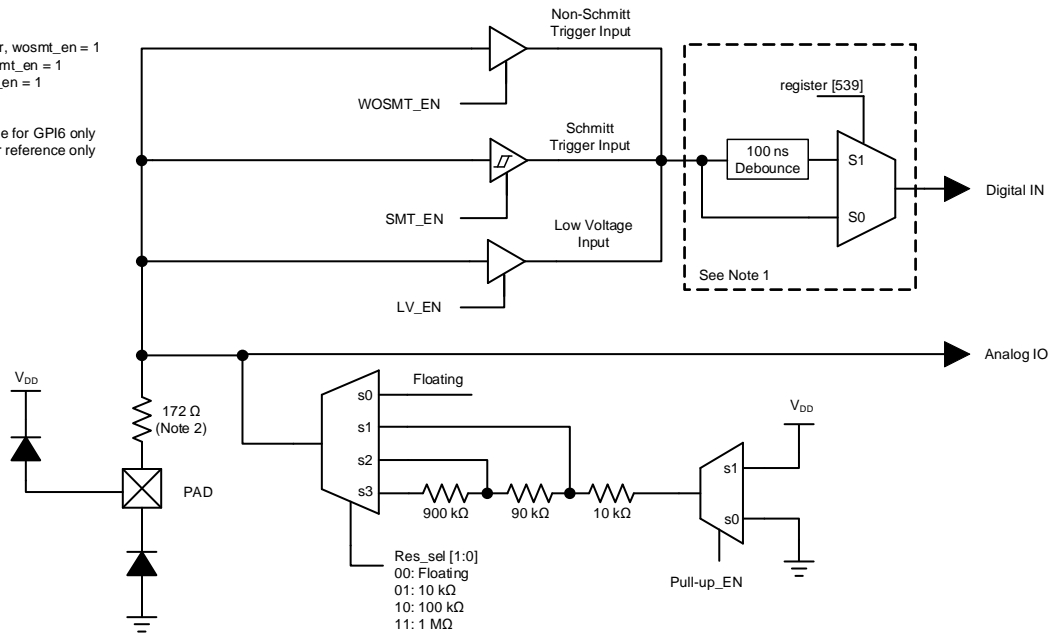 Non-Schmitt
Trigger Input
, wosmt_en = 1
mt_en = 1
_en = 1
WOSMT_EN
register [539]
e for GPI6 only
reference only
Schmitt
Trigger Input
100 ns
Debounce
S1
S0
Digital IN
SMT_EN
Low Voltage
Input
See Note 1
LV_EN
Analog IO
VDD
172 Ω
(Note 2)
PAD
Floating
s0
s1
s2
s3
900 kΩ
90 kΩ
10 kΩ
VDD
s1
s0
Res_sel [1:0]
00: Floating
01: 10 kΩ
10: 100 kΩ
11: 1 MΩ
Pull-up_EN